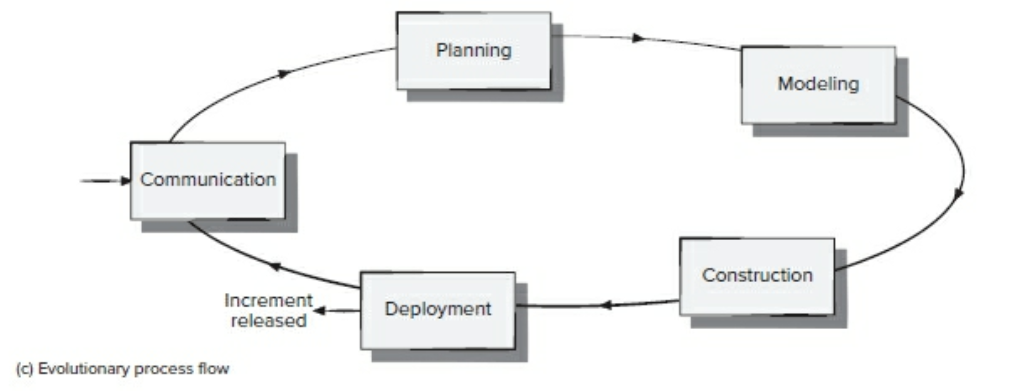 Planning
Modeling
Communication
Construction
Increment
released
Deployment
(c) Evolutionary process flow